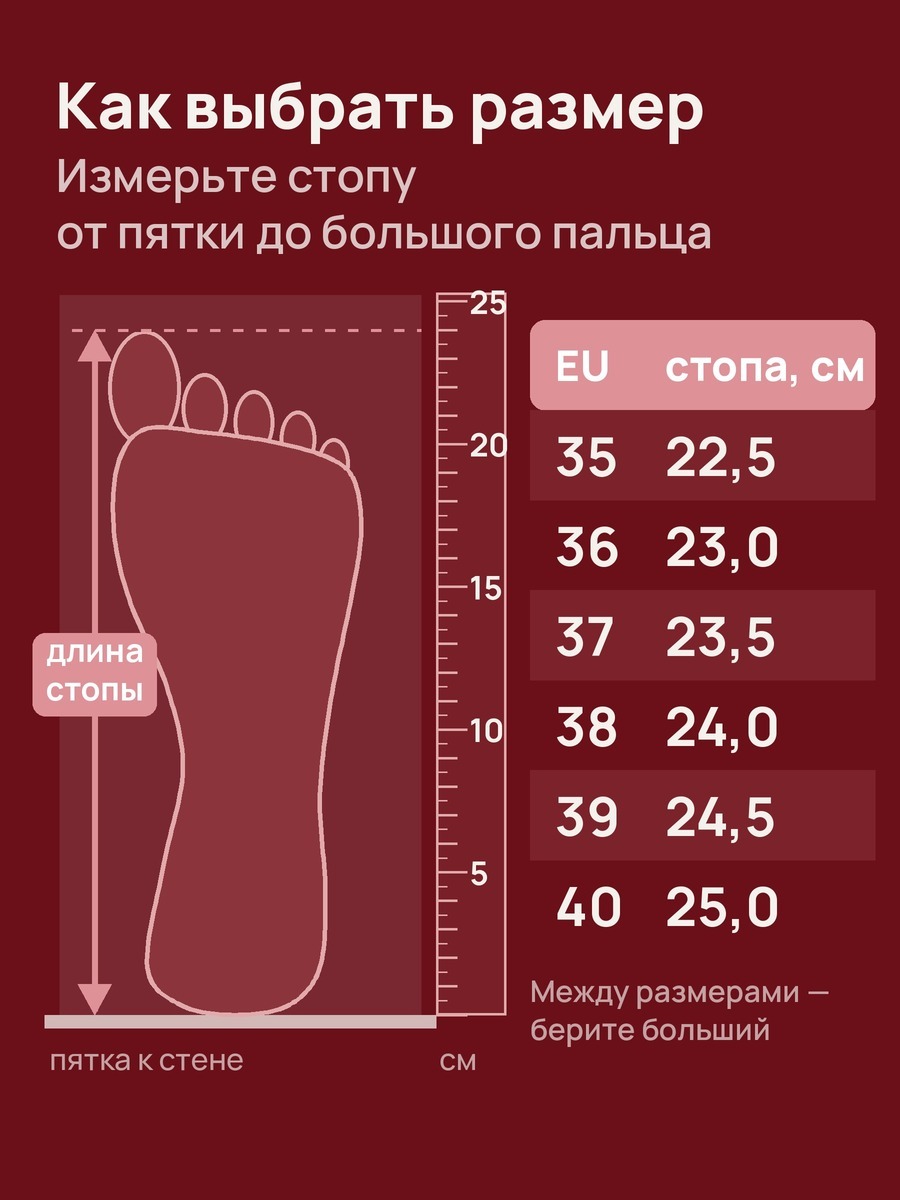 Как выбрать размер
Измерьте стопу
от пятки до большого пальца
25
20
15
10
5
длина
стопы
пятка к стене
см
EU стопа, см
35 22,5
36 23,0
37 23,5
38 24,0
39 24,5
40 25,0
Между размерами —
берите больший